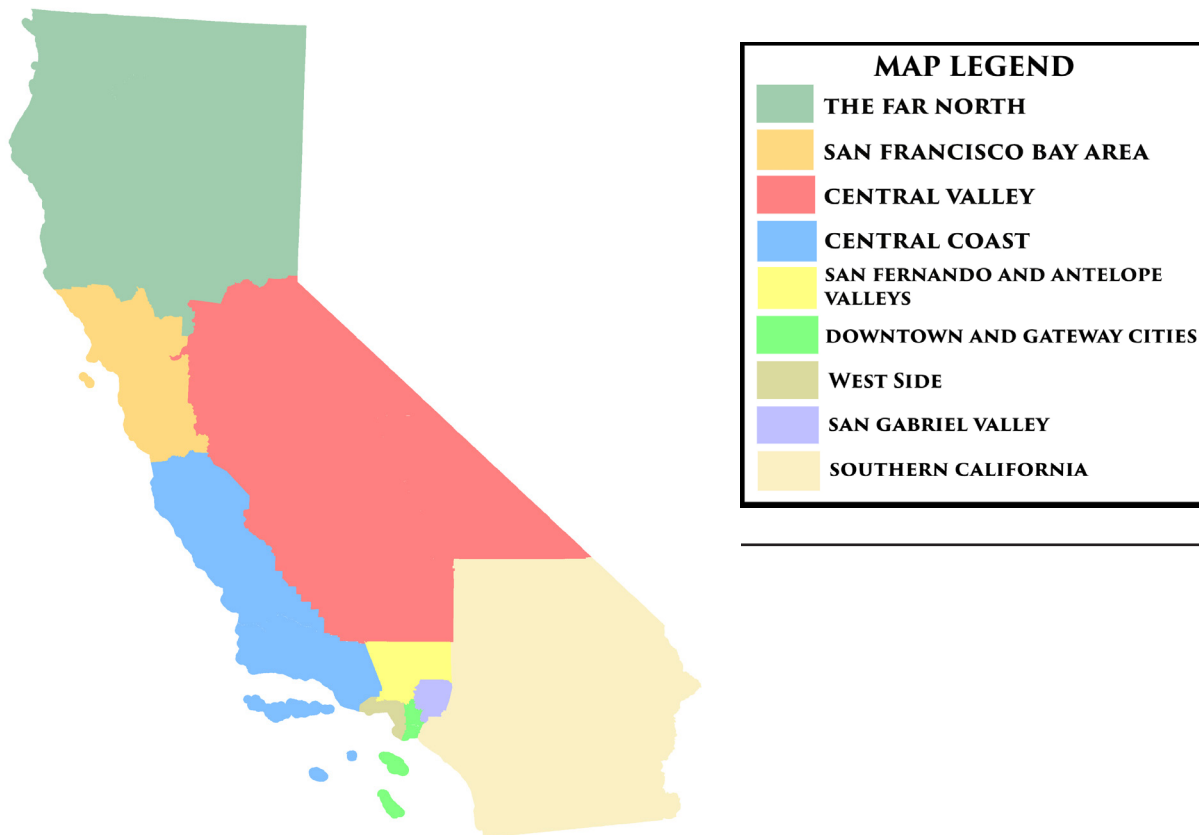 MAP LEGEND
THE FAR NORTH
SAN FRANCISCO BAY AREA
CENTRAL VALLEY
CENTRAL COAST
SAN FERNANDO AND ANTELOPE
VALLEYS
DOWNTOWN AND GATEWAY CITIES
WEST SIDE
SAN GABRIEL VALLEY
SOUTHERN CALIFORNIA